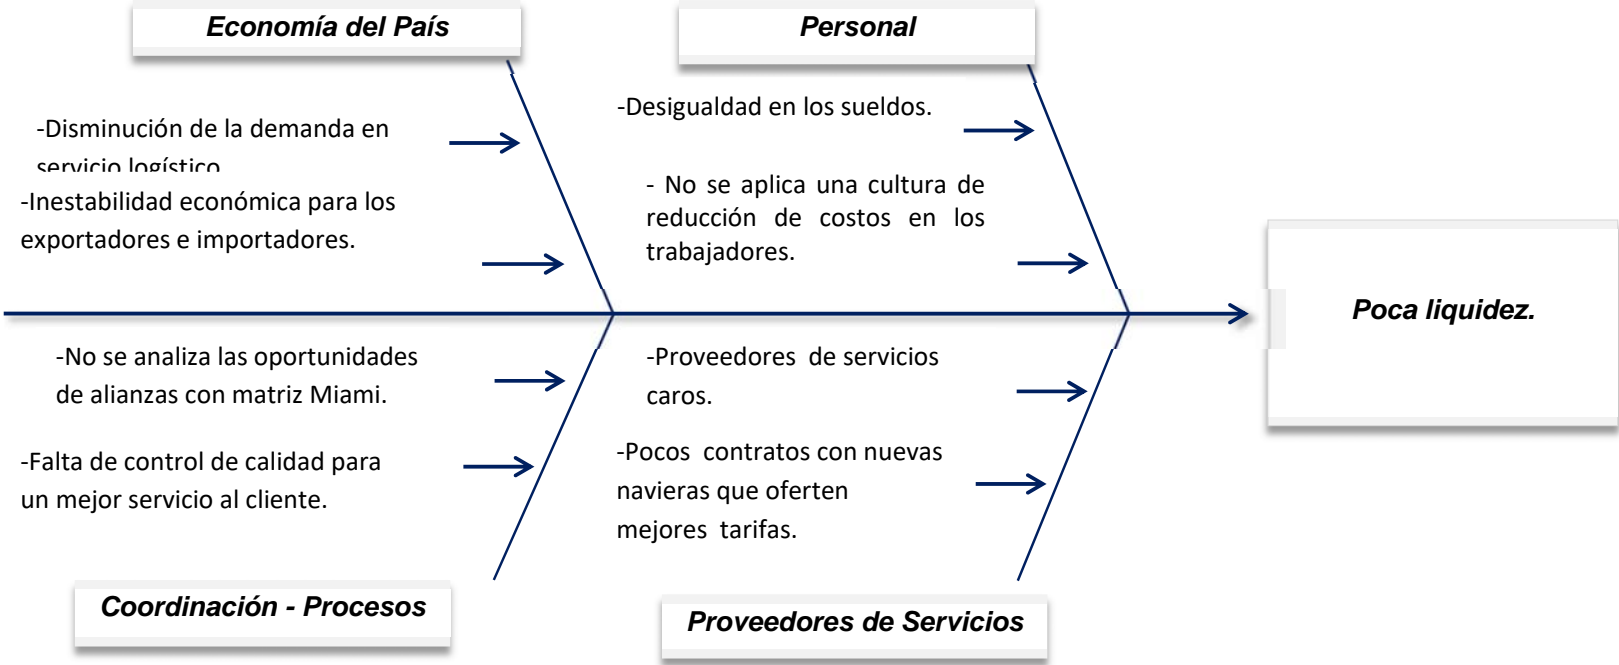 Economía del País
Personal
-Disminución de la demanda en
servicio logístico
-Inestabilidad económica para los
exportadores e importadores.
-Desigualdad en los sueldos.
- No se aplica una cultura de
reducción de costos en los
trabajadores.
Poca liquidez.
-No se analiza las oportunidades
de alianzas con matriz Miami.
-Falta de control de calidad para
un mejor servicio al cliente.
-Proveedores de servicios
caros.
-Pocos contratos con nuevas
navieras que oferten
mejores tarifas.
Coordinación - Procesos
Proveedores de Servicios